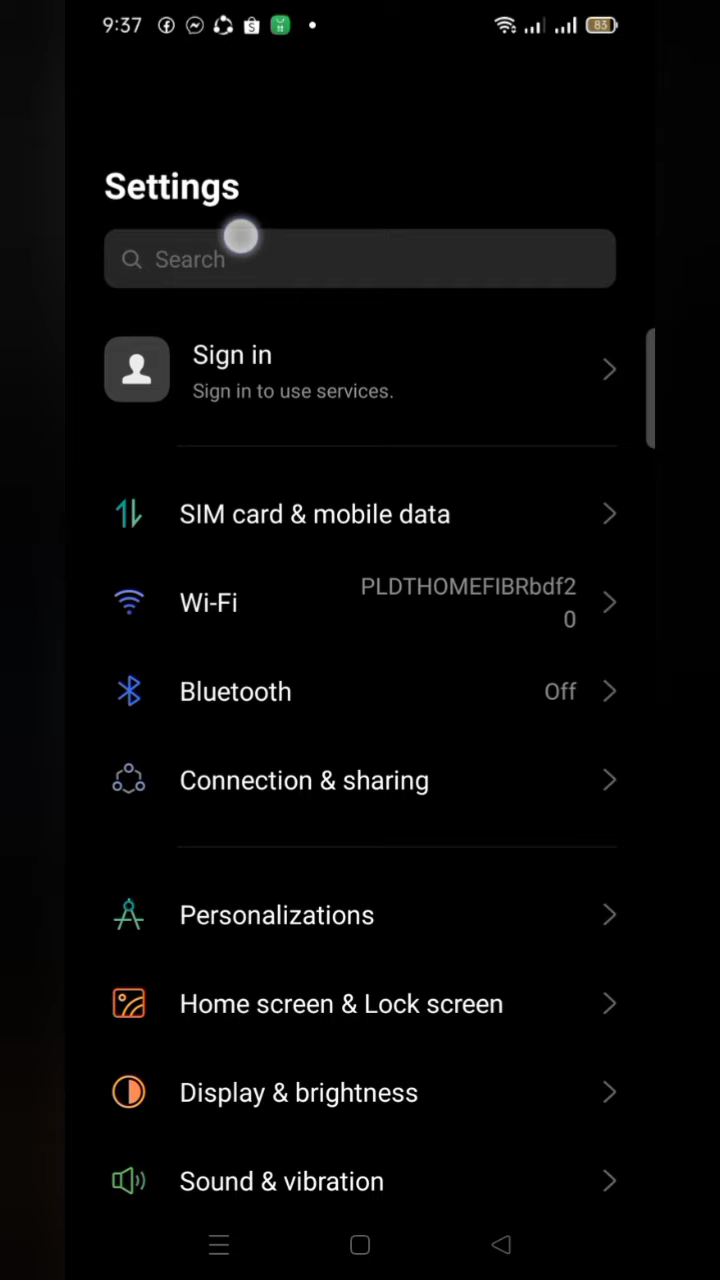 9:37
83
Settings
Search
Sign in
Sign in to use services.
SIM card & mobile data
Wi-Fi
PLDTHOMEFIBRbdf2
0
Bluetooth
Off
Connection & sharing
Personalizations
Home screen & Lock screen
Display & brightness
Sound & vibration